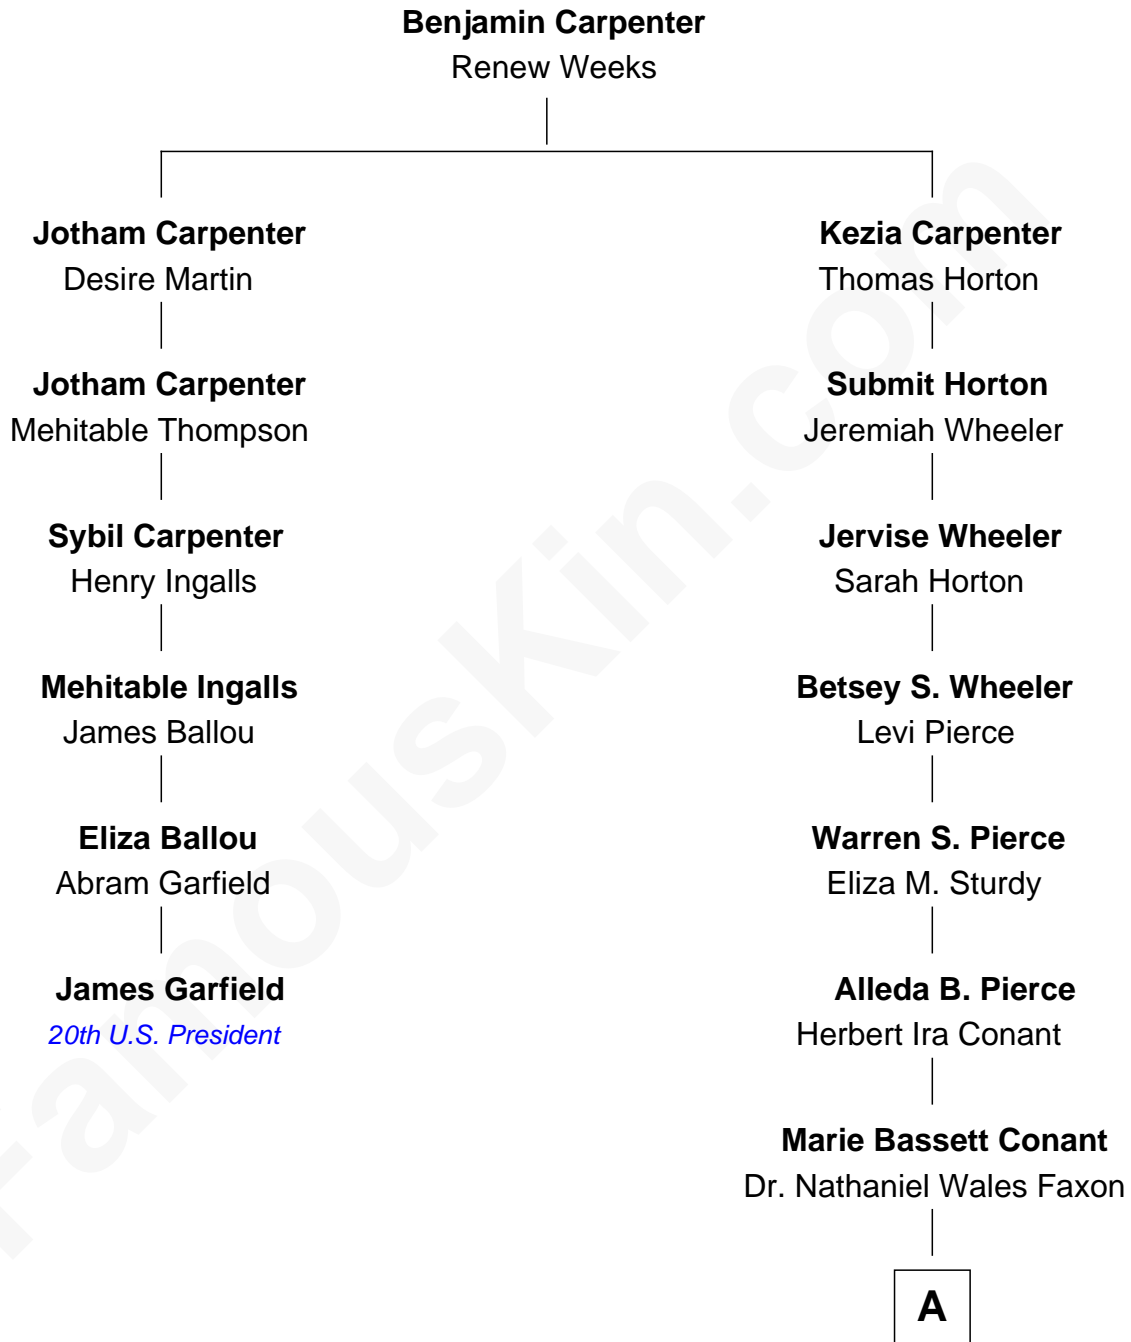 Benjamin Carpenter
Renew Weeks
Jotham Carpenter
Desire Martin
Kezia Carpenter
Thomas Horton
Jotham Carpenter
Mehitable Thompson
Submit Horton
Jeremiah Wheeler
Sybil Carpenter
Henry Ingalls
Jervise Wheeler
Sarah Horton
Mehitable Ingalls
James Ballou
Betsey S. Wheeler
Levi Pierce
Eliza Ballou
Abram Garfield
Warren S. Pierce
Eliza M. Sturdy
James Garfield
20th U.S. President
Alleda B. Pierce
Herbert Ira Conant
Marie Bassett Conant
Dr. Nathaniel Wales Faxon
A
FamousKin.com